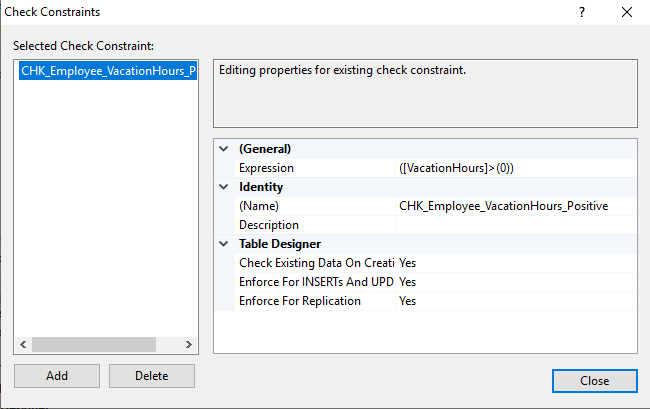 Check Constraints
Selected Check Constraint:
CHK_Employee_VacationHours_P
Editing properties for existing check constraint.
(General)
Expression ([VacationHours]>(0))
Identity
(Name) CHK_Employee_VacationHours_Positive
Description
Table Designer
Check Existing Data On Creati Yes
Enforce For INSERTs And UPD Yes
Enforce For Replication Yes
Add Delete
Close